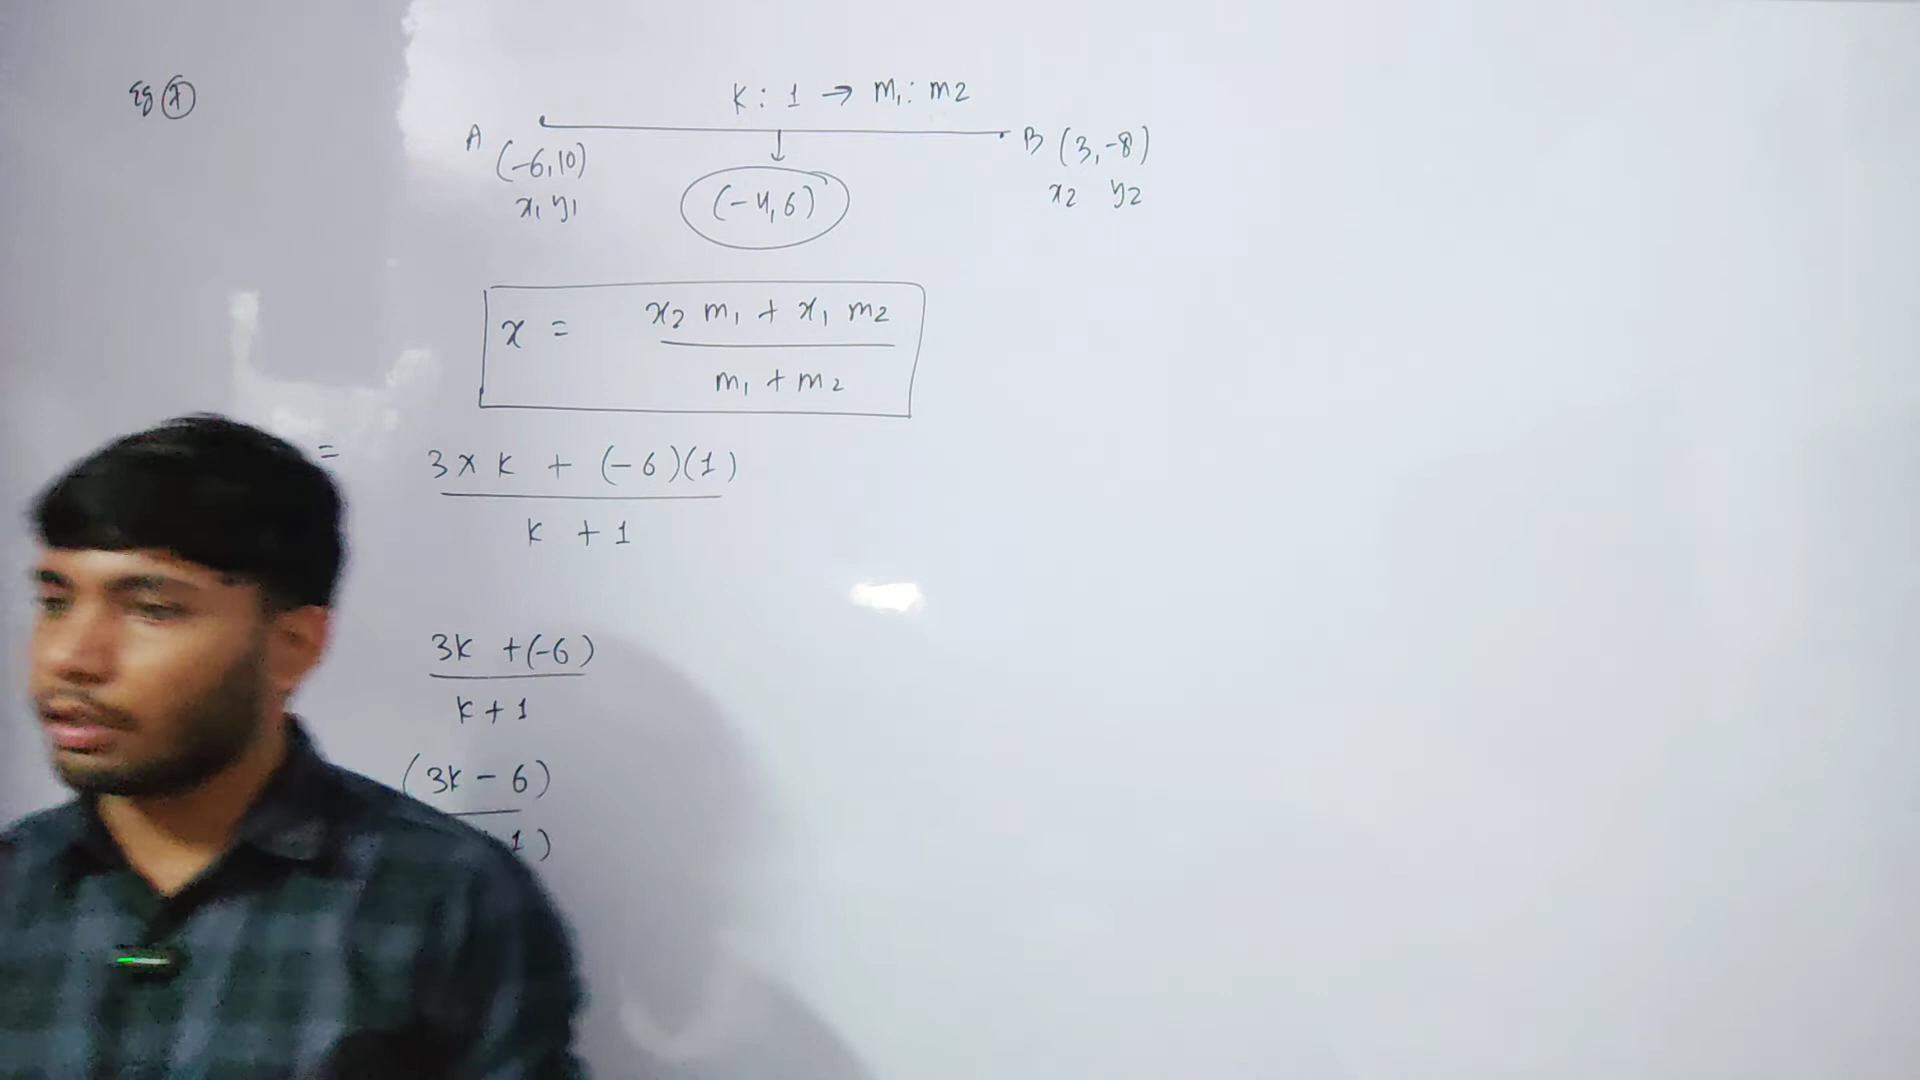 Eg 7
K : 1 → m₁ : m₂
A (-6,10) B (3,-8)
x₁ y₁ (-4,6) x₂ y₂
x = x₂ m₁ + x₁ m₂
m₁ + m₂
= 3 × K + (-6)(1)
K + 1
3K +(-6)
K + 1
(3K - 6)
1)